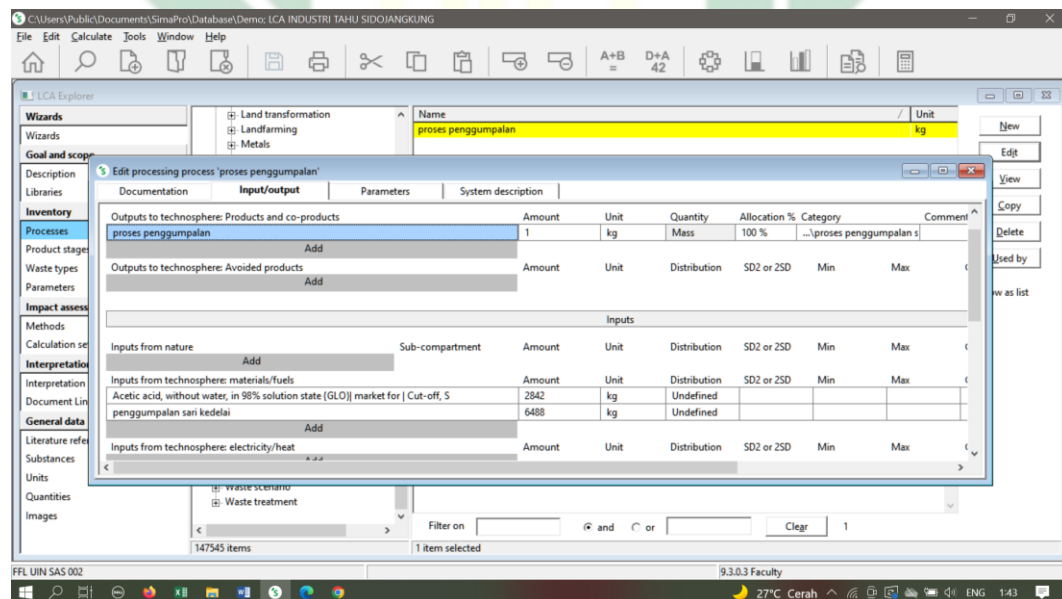 C:\Users\Public\Documents\SimaPro\Database\Demo; LCA INDUSTRI TAHU SIDOJANGKUNG
File Edit Calculate Tools Window Help
A+B
=
D+A
42
LCA Explorer
Wizards
Wizards
Goal and scope
Description
Libraries
Inventory
Processes
Product stages
Waste types
Parameters
Impact assess
Methods
Calculation se
Interpretation
Interpretation
Document Lin
General data
Literature refe
Substances
Units
Quantities
Images
Land transformation
Landfarming
Metals
Name / Unit
proses penggumpalan kg
New
Edit
View
Copy
Delete
Used by
ow as list
Edit processing process 'proses penggumpalan'
Documentation Input/output Parameters System description
Outputs to technosphere: Products and co-products Amount Unit Quantity Allocation % Category Comment
proses penggumpalan 1 kg Mass 100 % ...\proses penggumpalan s
Add
Outputs to technosphere: Avoided products Amount Unit Distribution SD2 or 2SD Min Max
Add
Inputs
Inputs from nature Sub-compartment Amount Unit Distribution SD2 or 2SD Min Max
Add
Inputs from technosphere: materials/fuels Amount Unit Distribution SD2 or 2SD Min Max
Acetic acid, without water, in 98% solution state {GLO}| market for | Cut-off, S 2842 kg Undefined
penggumpalan sari kedelai 6488 kg Undefined
Add
Inputs from technosphere: electricity/heat Amount Unit Distribution SD2 or 2SD Min Max
Waste scenario
Waste treatment
Filter on and or Clear 1
147545 items 1 item selected
FFL UIN SAS 002 9.3.0.3 Faculty
27°C Cerah ENG 1:43